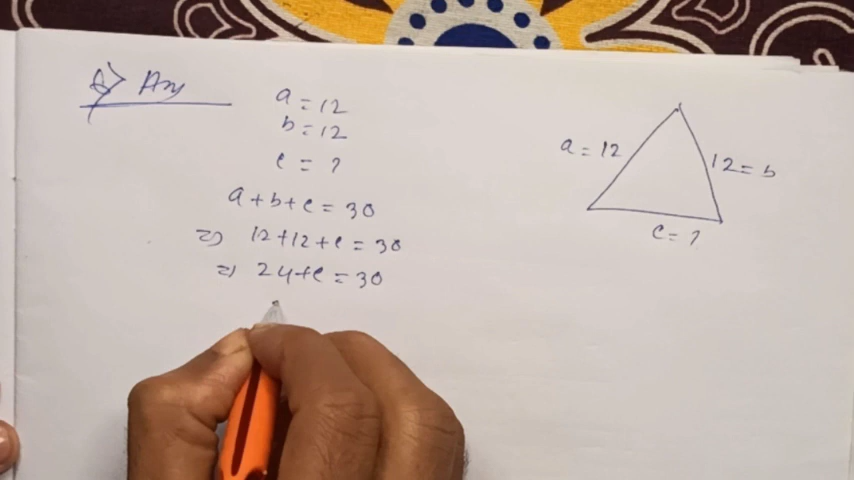 Ans
a = 12
b = 12
c = ?
a + b + c = 30
⇒ 12 + 12 + c = 30
⇒ 24 + c = 30
a = 12
12 = b
c = ?